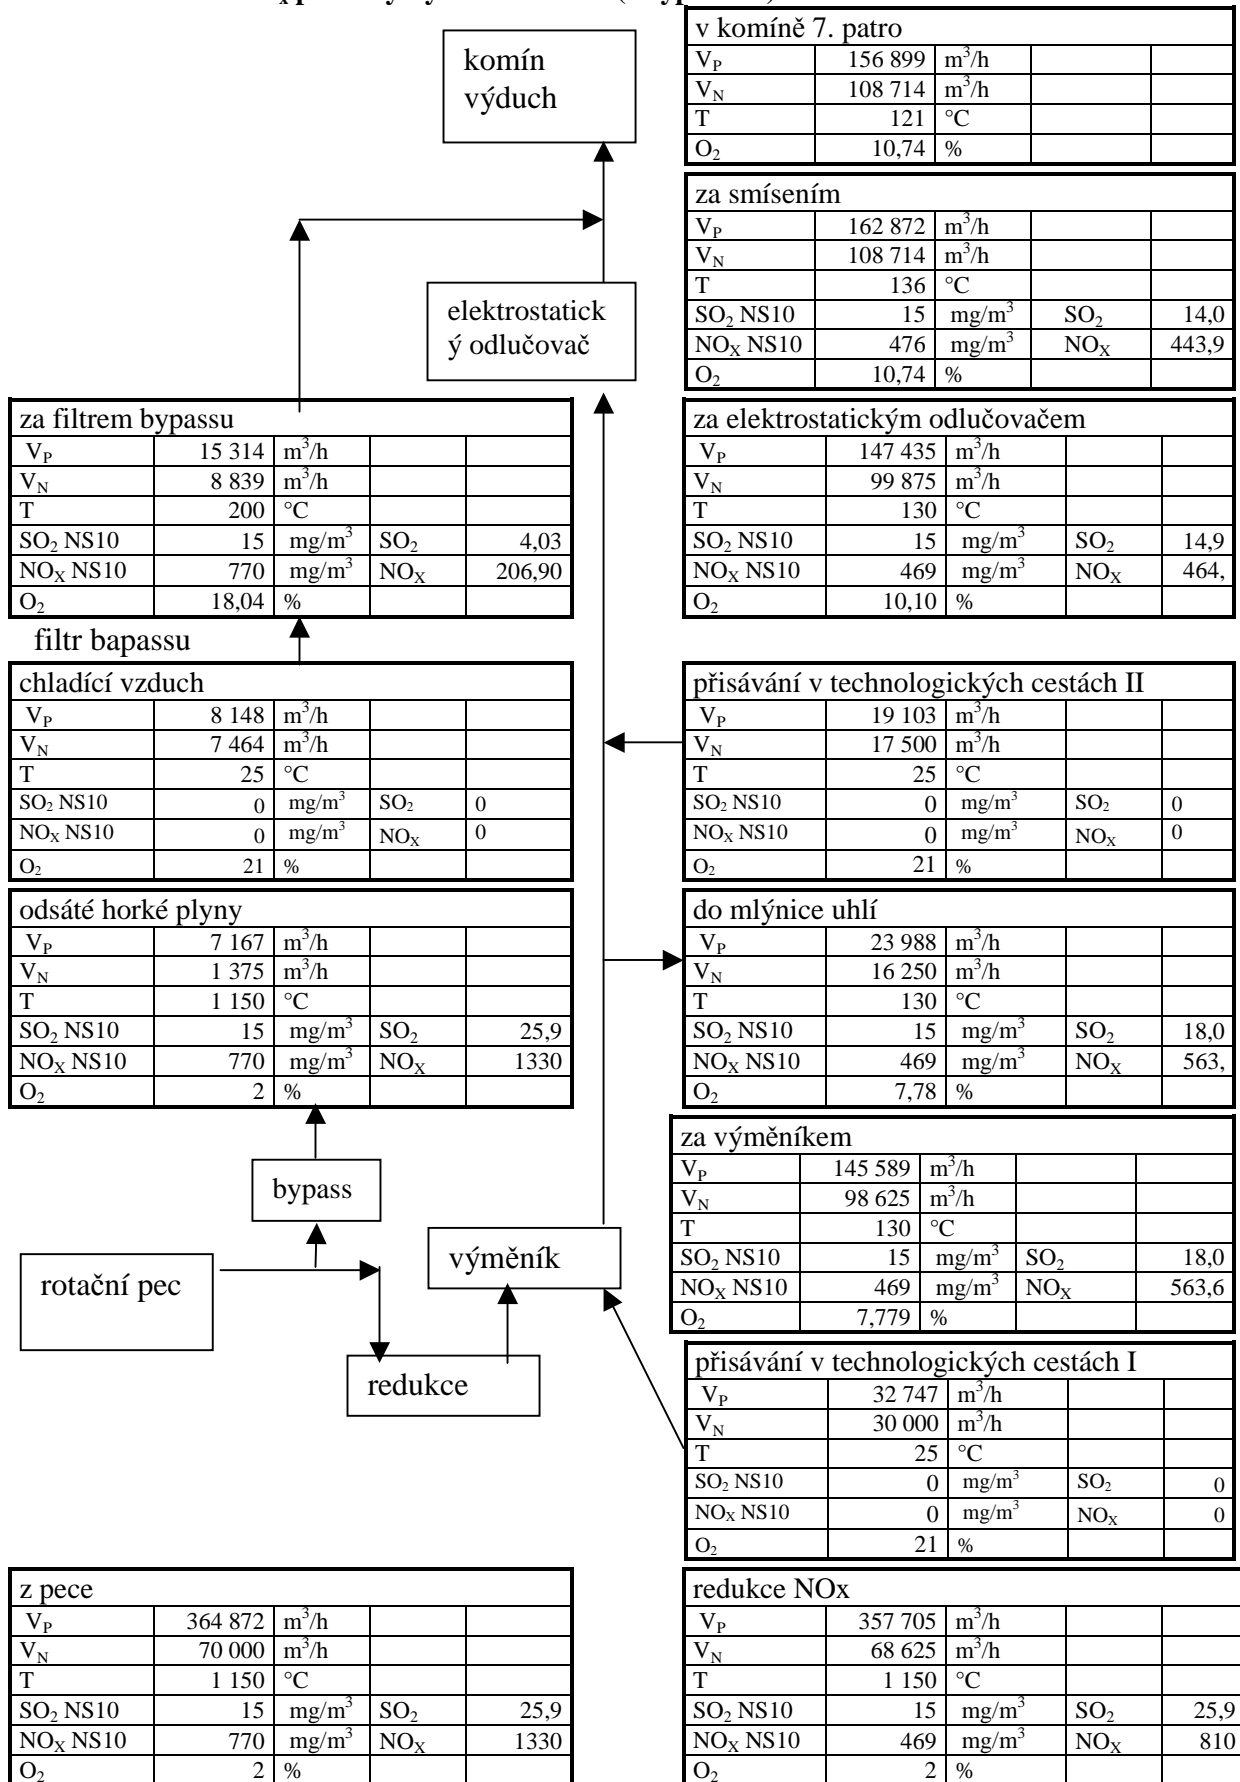 komín
výduch
v komíně 7. patro
V_P 156 899 m³/h
V_N 108 714 m³/h
T 121 °C
O₂ 10,74 %
za smísením
V_P 162 872 m³/h
V_N 108 714 m³/h
T 136 °C
SO₂ NS10 15 mg/m³ SO₂ 14,0
NO_X NS10 476 mg/m³ NO_X 443,9
O₂ 10,74 %
elektrostatick
ý odlučovač
za filtrem bypassu
V_P 15 314 m³/h
V_N 8 839 m³/h
T 200 °C
SO₂ NS10 15 mg/m³ SO₂ 4,03
NO_X NS10 770 mg/m³ NO_X 206,90
O₂ 18,04 %
za elektrostatickým odlučovačem
V_P 147 435 m³/h
V_N 99 875 m³/h
T 130 °C
SO₂ NS10 15 mg/m³ SO₂ 14,9
NO_X NS10 469 mg/m³ NO_X 464,
O₂ 10,10 %
filtr bapassu
chladící vzduch
V_P 8 148 m³/h
V_N 7 464 m³/h
T 25 °C
SO₂ NS10 0 mg/m³ SO₂ 0
NO_X NS10 0 mg/m³ NO_X 0
O₂ 21 %
přisávání v technologických cestách II
V_P 19 103 m³/h
V_N 17 500 m³/h
T 25 °C
SO₂ NS10 0 mg/m³ SO₂ 0
NO_X NS10 0 mg/m³ NO_X 0
O₂ 21 %
odsáté horké plyny
V_P 7 167 m³/h
V_N 1 375 m³/h
T 1 150 °C
SO₂ NS10 15 mg/m³ SO₂ 25,9
NO_X NS10 770 mg/m³ NO_X 1330
O₂ 2 %
do mlýnice uhlí
V_P 23 988 m³/h
V_N 16 250 m³/h
T 130 °C
SO₂ NS10 15 mg/m³ SO₂ 18,0
NO_X NS10 469 mg/m³ NO_X 563,
O₂ 7,78 %
bypass
za výměníkem
V_P 145 589 m³/h
V_N 98 625 m³/h
T 130 °C
SO₂ NS10 15 mg/m³ SO₂ 18,0
NO_X NS10 469 mg/m³ NO_X 563,6
O₂ 7,779 %
rotační pec
výměník
redukce
přisávání v technologických cestách I
V_P 32 747 m³/h
V_N 30 000 m³/h
T 25 °C
SO₂ NS10 0 mg/m³ SO₂ 0
NO_X NS10 0 mg/m³ NO_X 0
O₂ 21 %
z pece
V_P 364 872 m³/h
V_N 70 000 m³/h
T 1 150 °C
SO₂ NS10 15 mg/m³ SO₂ 25,9
NO_X NS10 770 mg/m³ NO_X 1330
O₂ 2 %
redukce NOx
V_P 357 705 m³/h
V_N 68 625 m³/h
T 1 150 °C
SO₂ NS10 15 mg/m³ SO₂ 25,9
NO_X NS10 469 mg/m³ NO_X 810
O₂ 2 %